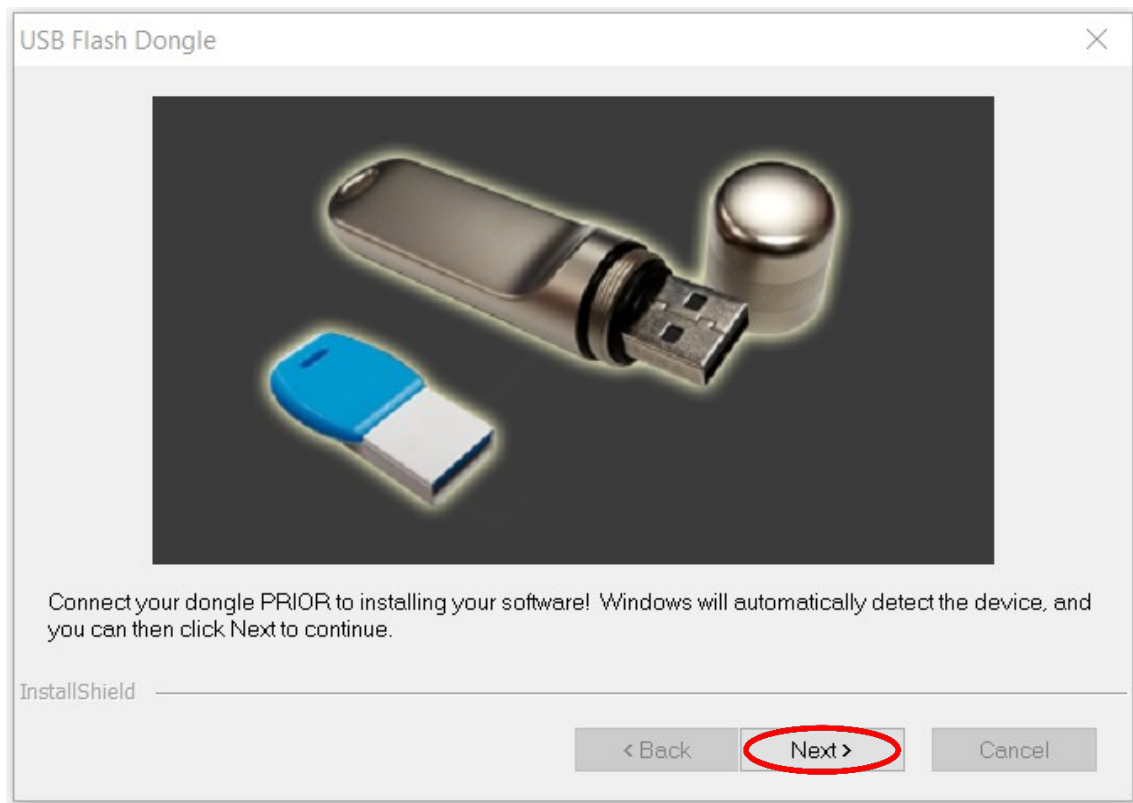 USB Flash Dongle
Connect your dongle PRIOR to installing your software! Windows will automatically detect the device, and
you can then click Next to continue.
InstallShield
< Back Next > Cancel